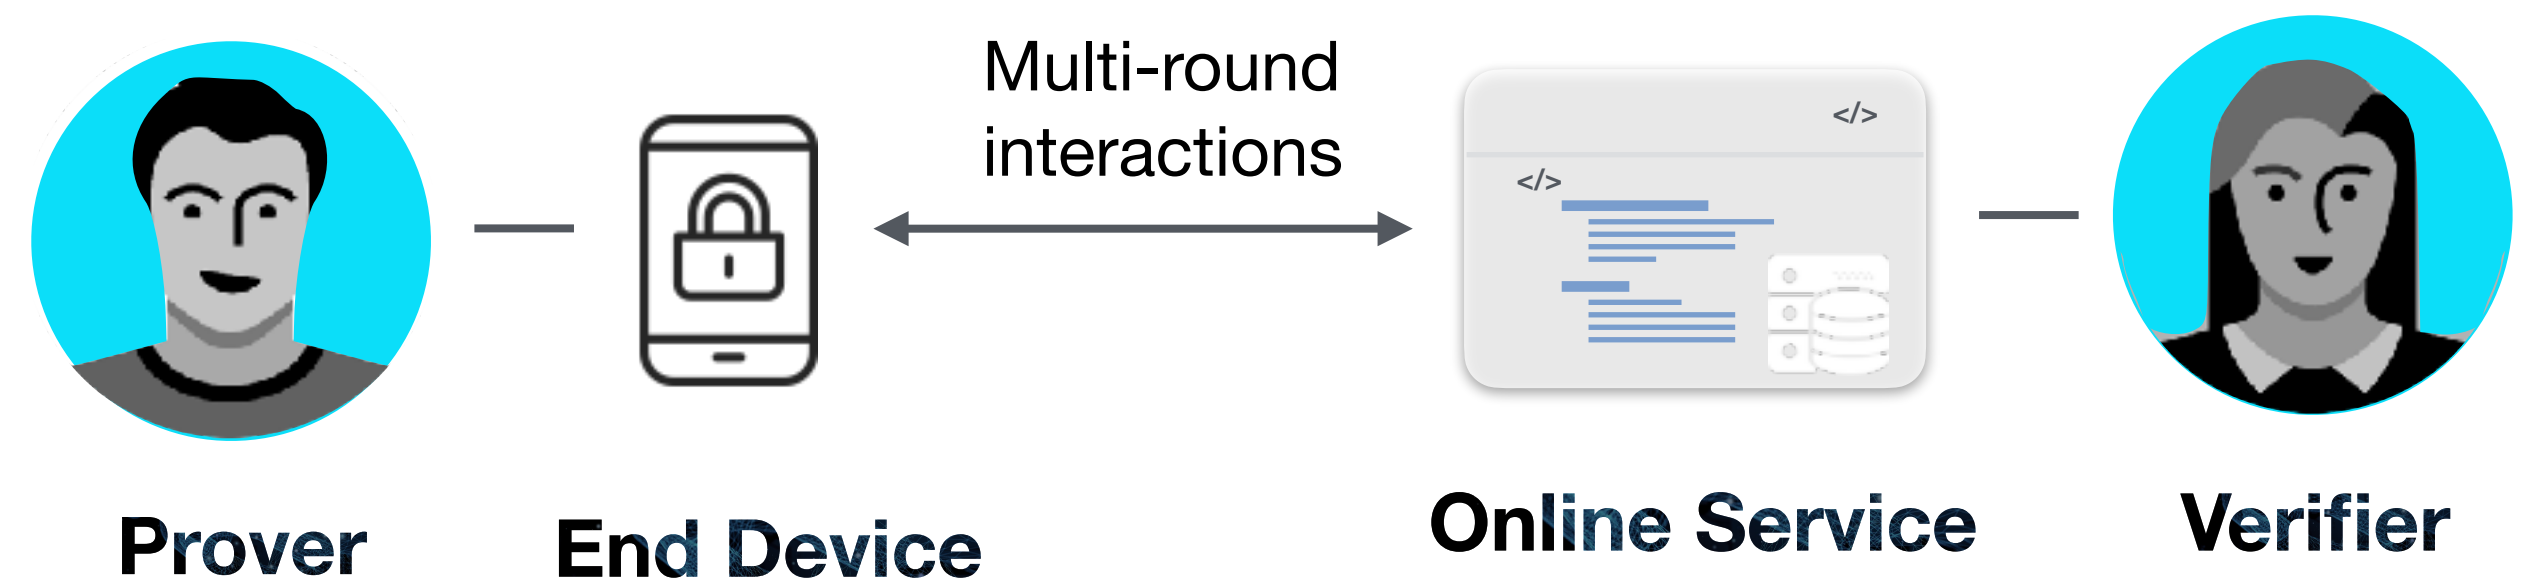 Multi-round
interactions
</>
</>
Prover
End Device
Online Service
Verifier